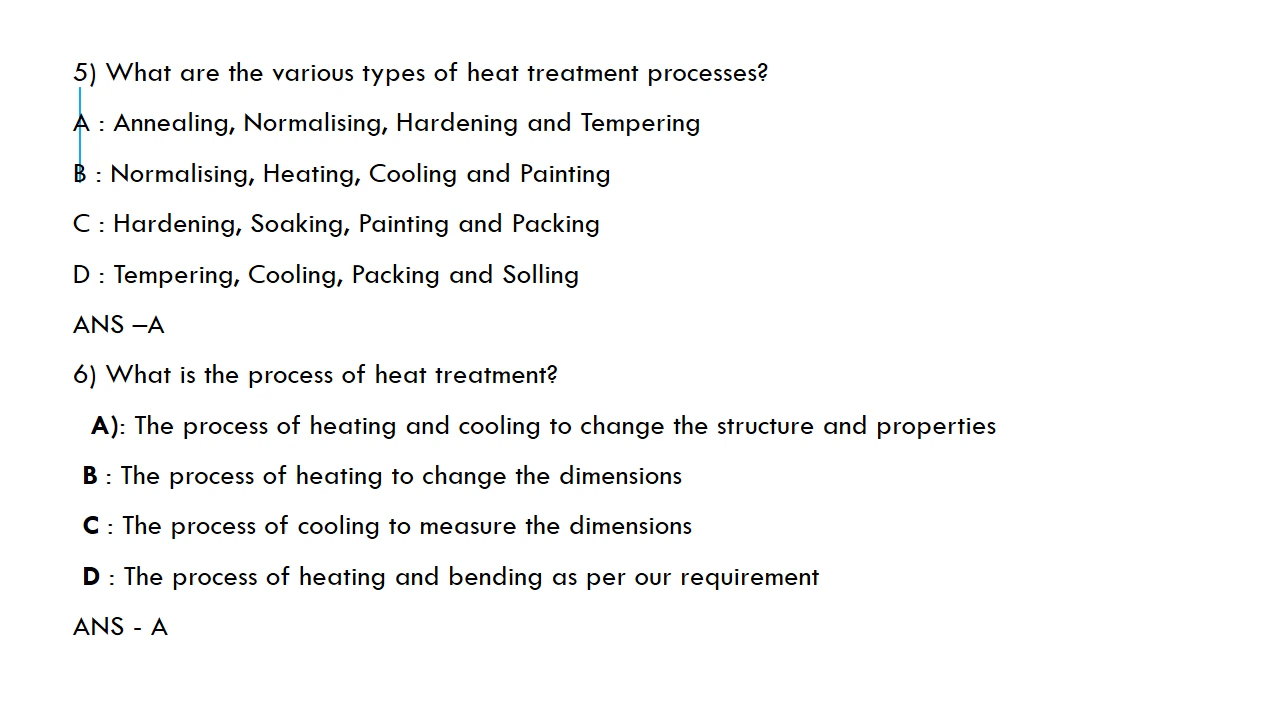 5) What are the various types of heat treatment processes?
A : Annealing, Normalising, Hardening and Tempering
B : Normalising, Heating, Cooling and Painting
C : Hardening, Soaking, Painting and Packing
D : Tempering, Cooling, Packing and Solling
ANS –A
6) What is the process of heat treatment?
A): The process of heating and cooling to change the structure and properties
B : The process of heating to change the dimensions
C : The process of cooling to measure the dimensions
D : The process of heating and bending as per our requirement
ANS - A